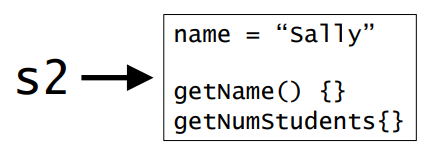 s2
name = “Sally”
getName() {}
getNumStudents{}